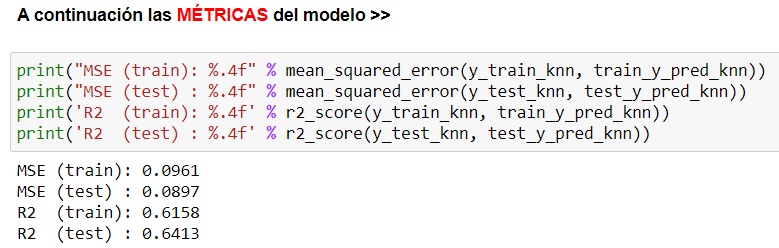 A continuación las MÉTRICAS del modelo >>
print("MSE (train): %.4f" % mean_squared_error(y_train_knn, train_y_pred_knn))
print("MSE (test) : %.4f" % mean_squared_error(y_test_knn, test_y_pred_knn))
print('R2  (train): %.4f' % r2_score(y_train_knn, train_y_pred_knn))
print('R2  (test) : %.4f' % r2_score(y_test_knn, test_y_pred_knn))
MSE (train): 0.0961
MSE (test) : 0.0897
R2  (train): 0.6158
R2  (test) : 0.6413